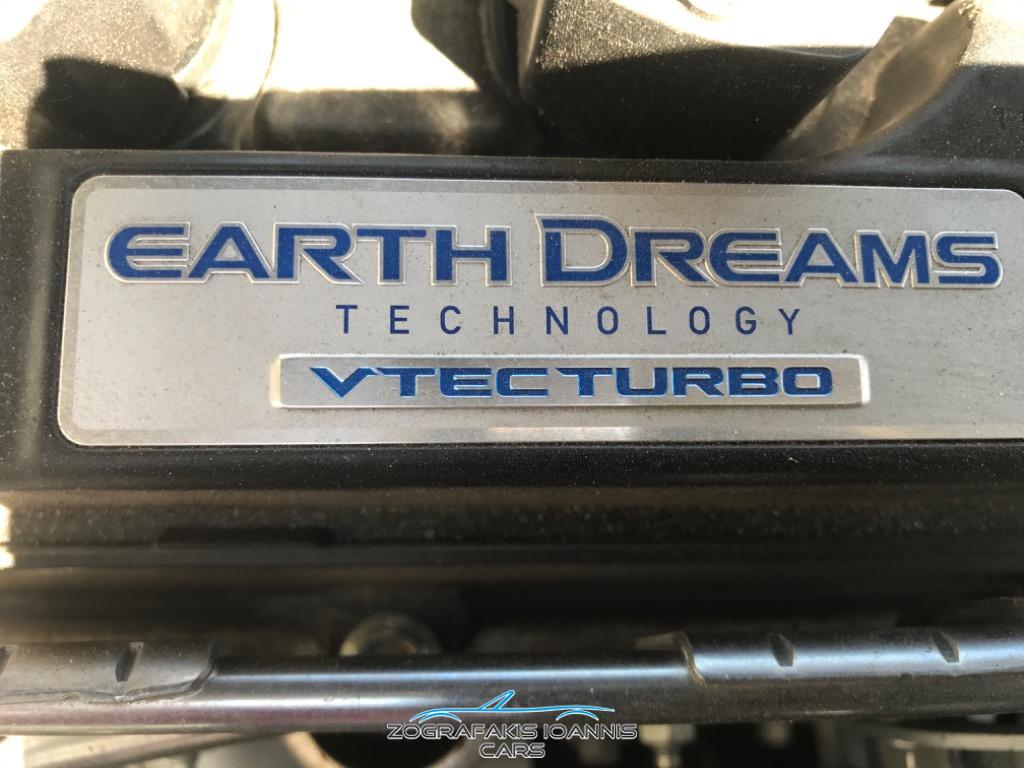 EARTH DREAMS
TECHNOLOGY
VTEC TURBO
ZOGRAFAKIS IOANNIS
CARS